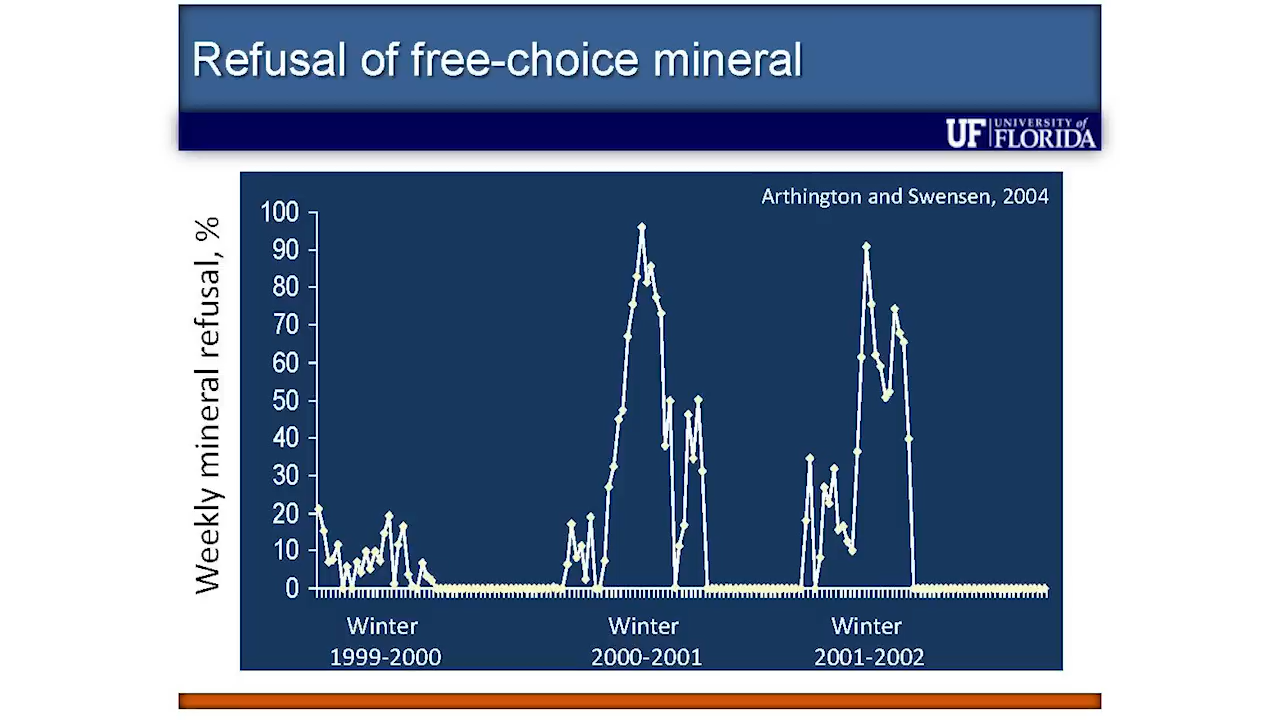 Refusal of free-choice mineral
UF UNIVERSITY of
FLORIDA
Arthington and Swensen, 2004
Weekly mineral refusal, %
100
90
80
70
60
50
40
30
20
10
0
Winter
1999-2000
Winter
2000-2001
Winter
2001-2002